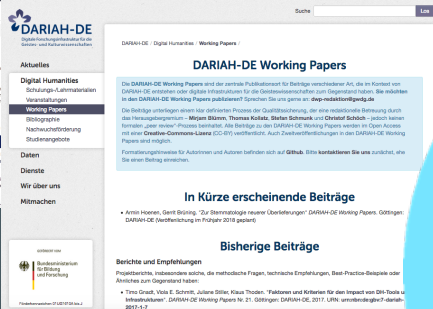 Suche
Los
DARIAH-DE
Digitale Forschungsinfrastruktur für die
Geistes- und Kulturwissenschaften
DARIAH-DE / Digital Humanities / Working Papers /
Aktuelles
Digital Humanities
Schulungs-/Lehrmaterialien
Veranstaltungen
Working Papers
Bibliographie
Nachwuchsförderung
Studienangebote
Daten
Dienste
Wir über uns
Mitmachen
DARIAH-DE Working Papers
Die DARIAH-DE Working Papers sind der zentrale Publikationsort für Beiträge verschiedener Art, die im Kontext von
DARIAH-DE entstehen oder digitale Infrastrukturen für die Geisteswissenschaften zum Gegenstand haben. Sie möchten
in den DARIAH-DE Working Papers publizieren? Sprechen Sie uns gerne an: dwp-redaktion@gwdg.de
Die Beiträge unterliegen einem klar definierten Prozess der Qualitätssicherung, der eine redaktionelle Betreuung durch
das Herausgebergremium – Mirjam Blümm, Thomas Kollatz, Stefan Schmunk und Christof Schöch – jedoch keinen
formalen „peer review"-Prozess beinhaltet. Alle Beiträge zu den DARIAH-DE Working Papers werden im Open Access
mit einer Creative-Commons-Lizenz (CC-BY) veröffentlicht. Auch Zweitveröffentlichungen in den DARIAH-DE Working
Papers sind möglich.
Formatierungshinweise für Autorinnen und Autoren befinden sich auf Github. Bitte kontaktieren Sie uns zunächst, ehe
Sie einen Beitrag einreichen.
In Kürze erscheinende Beiträge
Armin Hoenen, Gerrit Brüning. "Zur Stemmatologie neuerer Überlieferungen" DARIAH-DE Working Papers. Göttingen:
DARIAH-DE (Veröffentlichung im Frühjahr 2018 geplant)
Bisherige Beiträge
Berichte und Empfehlungen
Projektberichte, insbesondere solche, die methodische Fragen, technische Empfehlungen, Best-Practice-Beispiele oder
Ähnliches zum Gegenstand haben:
Timo Gnadt, Viola E. Schmitt, Juliane Stiller, Klaus Thoden. "Faktoren und Kriterien für den Impact von DH-Tools u
Infrastrukturen". DARIAH-DE Working Papers Nr. 21. Göttingen: DARIAH-DE, 2017. URN: urn:nbn:de:gbv:7-dariah-
2017-1-7
GEFÖRDERT VOM
Bundesministerium
für Bildung
und Forschung